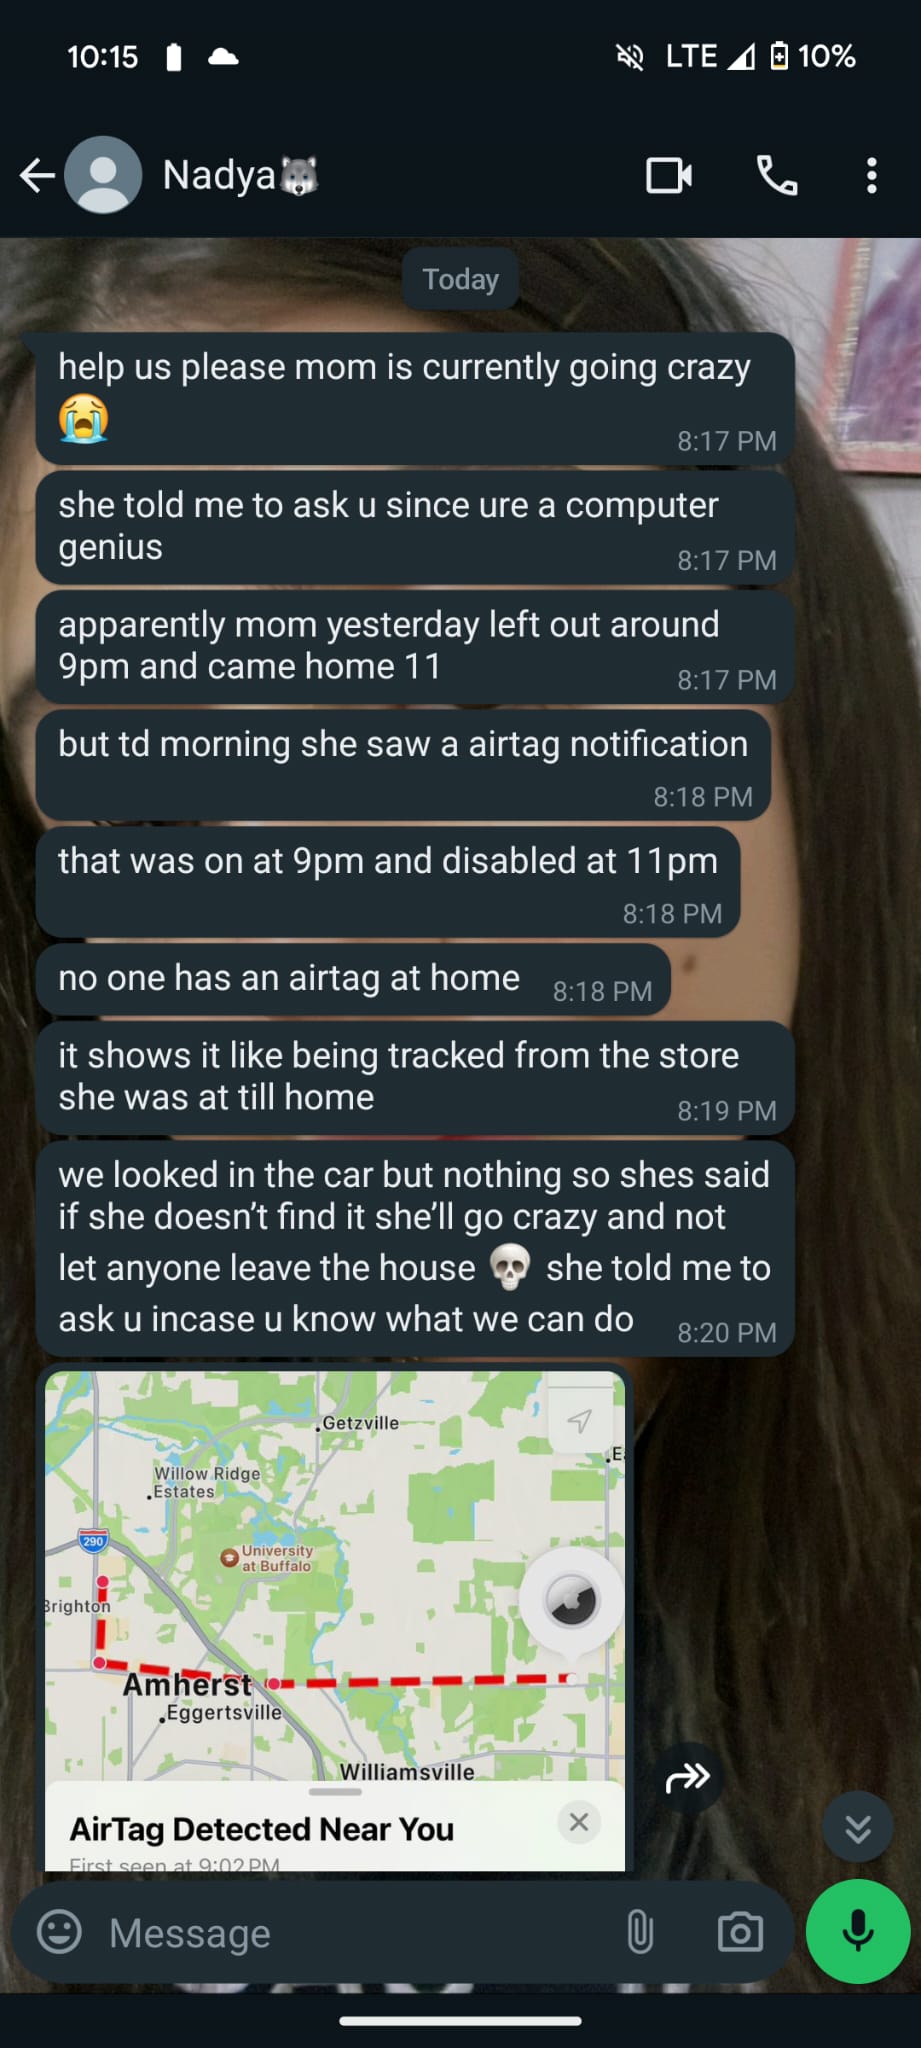 10:15
LTE 10%
Nadya
Today
help us please mom is currently going crazy
😭
8:17 PM
she told me to ask u since ure a computer
genius
8:17 PM
apparently mom yesterday left out around
9pm and came home 11
8:17 PM
but td morning she saw a airtag notification
8:18 PM
that was on at 9pm and disabled at 11pm
8:18 PM
no one has an airtag at home
8:18 PM
it shows it like being tracked from the store
she was at till home
8:19 PM
we looked in the car but nothing so shes said
if she doesn’t find it she’ll go crazy and not
let anyone leave the house 💀 she told me to
ask u incase u know what we can do
8:20 PM
Getzville
Willow Ridge
Estates
290
University
at Buffalo
Brighton
Amherst
Eggertsville
Williamsville
AirTag Detected Near You
First seen at 9:02 PM
Message